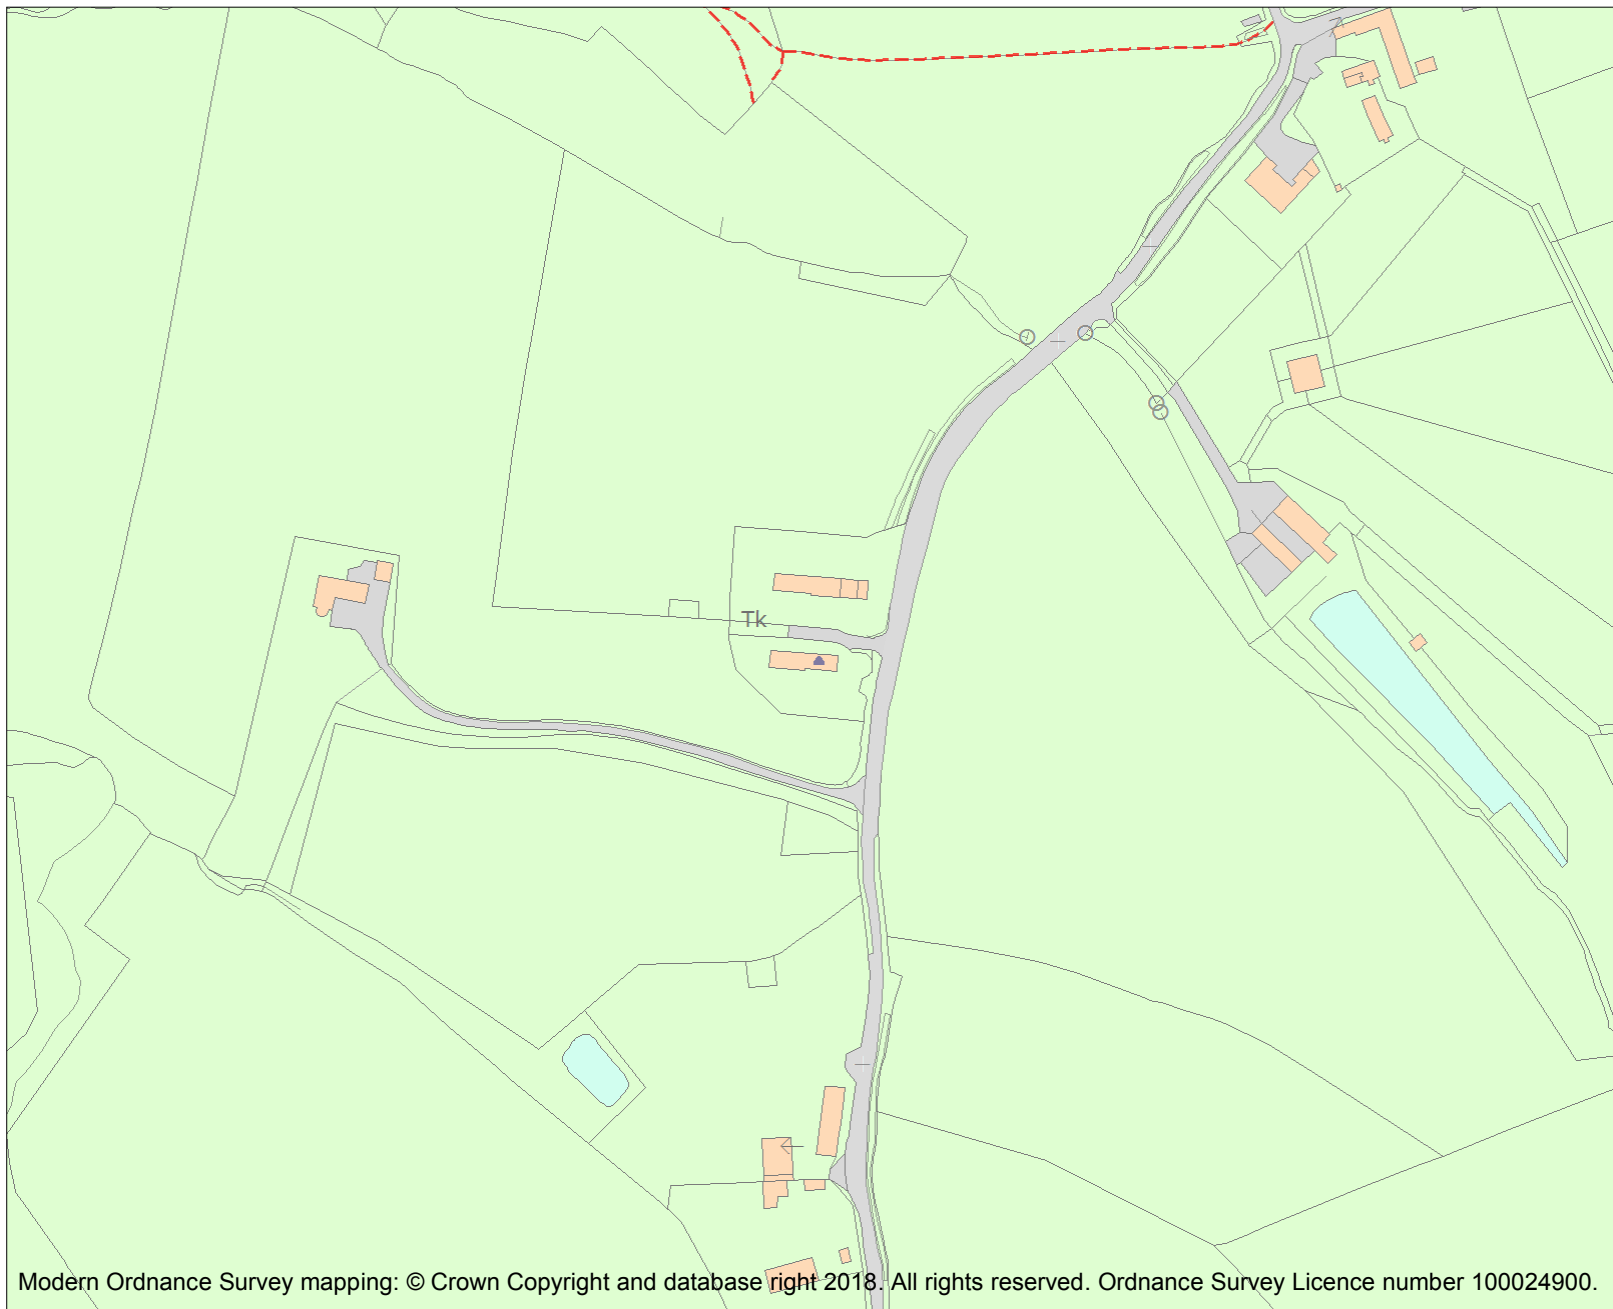 Tk
Modern Ordnance Survey mapping: © Crown Copyright and database right 2018. All rights reserved. Ordnance Survey Licence number 100024900.